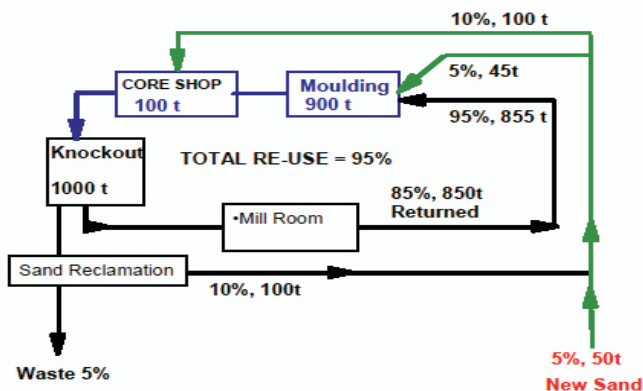 10%, 100 t
CORE SHOP
100 t
Moulding
900 t
5%, 45t
95%, 855 t
Knockout
1000 t
TOTAL RE-USE = 95%
•Mill Room
85%, 850t
Returned
Sand Reclamation
10%, 100t
Waste 5%
5%, 50t
New Sand